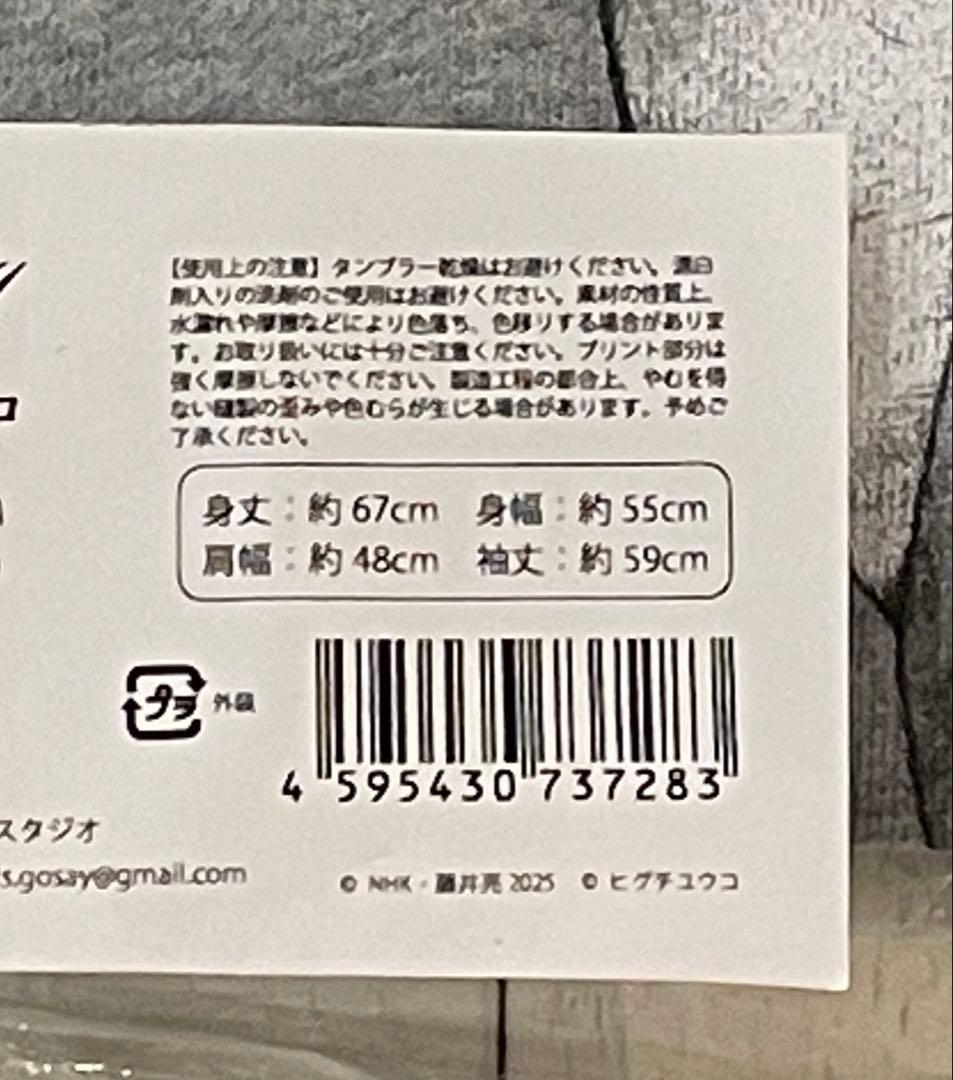 【使用上の注意】タンブラー乾燥はお避けください。漂白
剤入りの洗剤のご使用はお避けください。素材の性質上、
水濡れや摩擦などにより色落ち、色移りする場合がありま
す。お取り扱いには十分ご注意ください。プリント部分は
強く摩擦しないでください。製造工程の都合上、やむを得
ない縫製の歪みや色むらが生じる場合があります。予めご
了承ください。
身丈：約 67cm 身幅：約 55cm
肩幅：約 48cm 袖丈：約 59cm
プラ 外装
4 595430 737283
スタジオ
s.gosay@gmail.com
© NHK・藤井亮 2025 © ヒグチユウコ